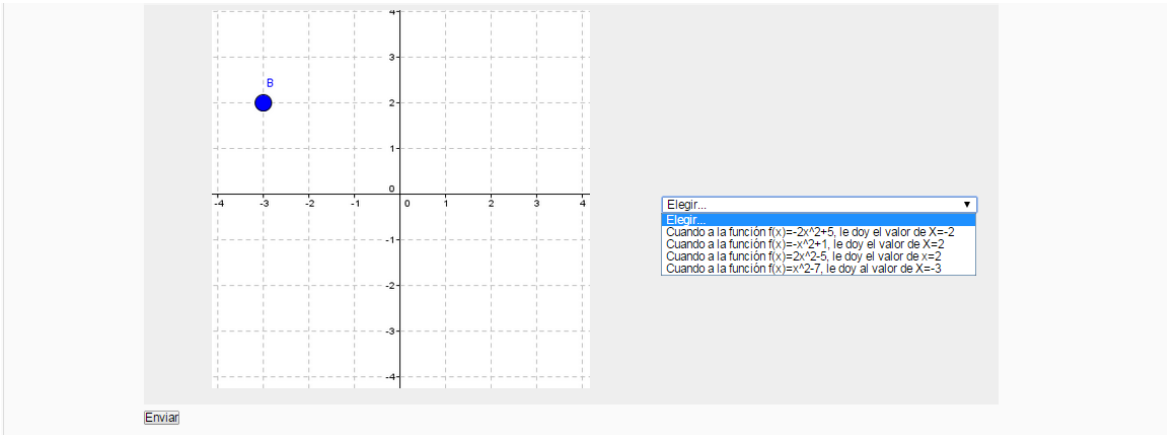 4
3
B
2
1
0
-4 -3 -2 -1 0 1 2 3 4
-1
-2
-3
-4
Elegir...
Elegir...
Cuando a la función f(x)=-2x^2+5, le doy el valor de X=-2
Cuando a la función f(x)=-x^2+1, le doy el valor de X=2
Cuando a la función f(x)=2x^2-5, le doy el valor de x=2
Cuando a la función f(x)=x^2-7, le doy al valor de X=-3
Enviar